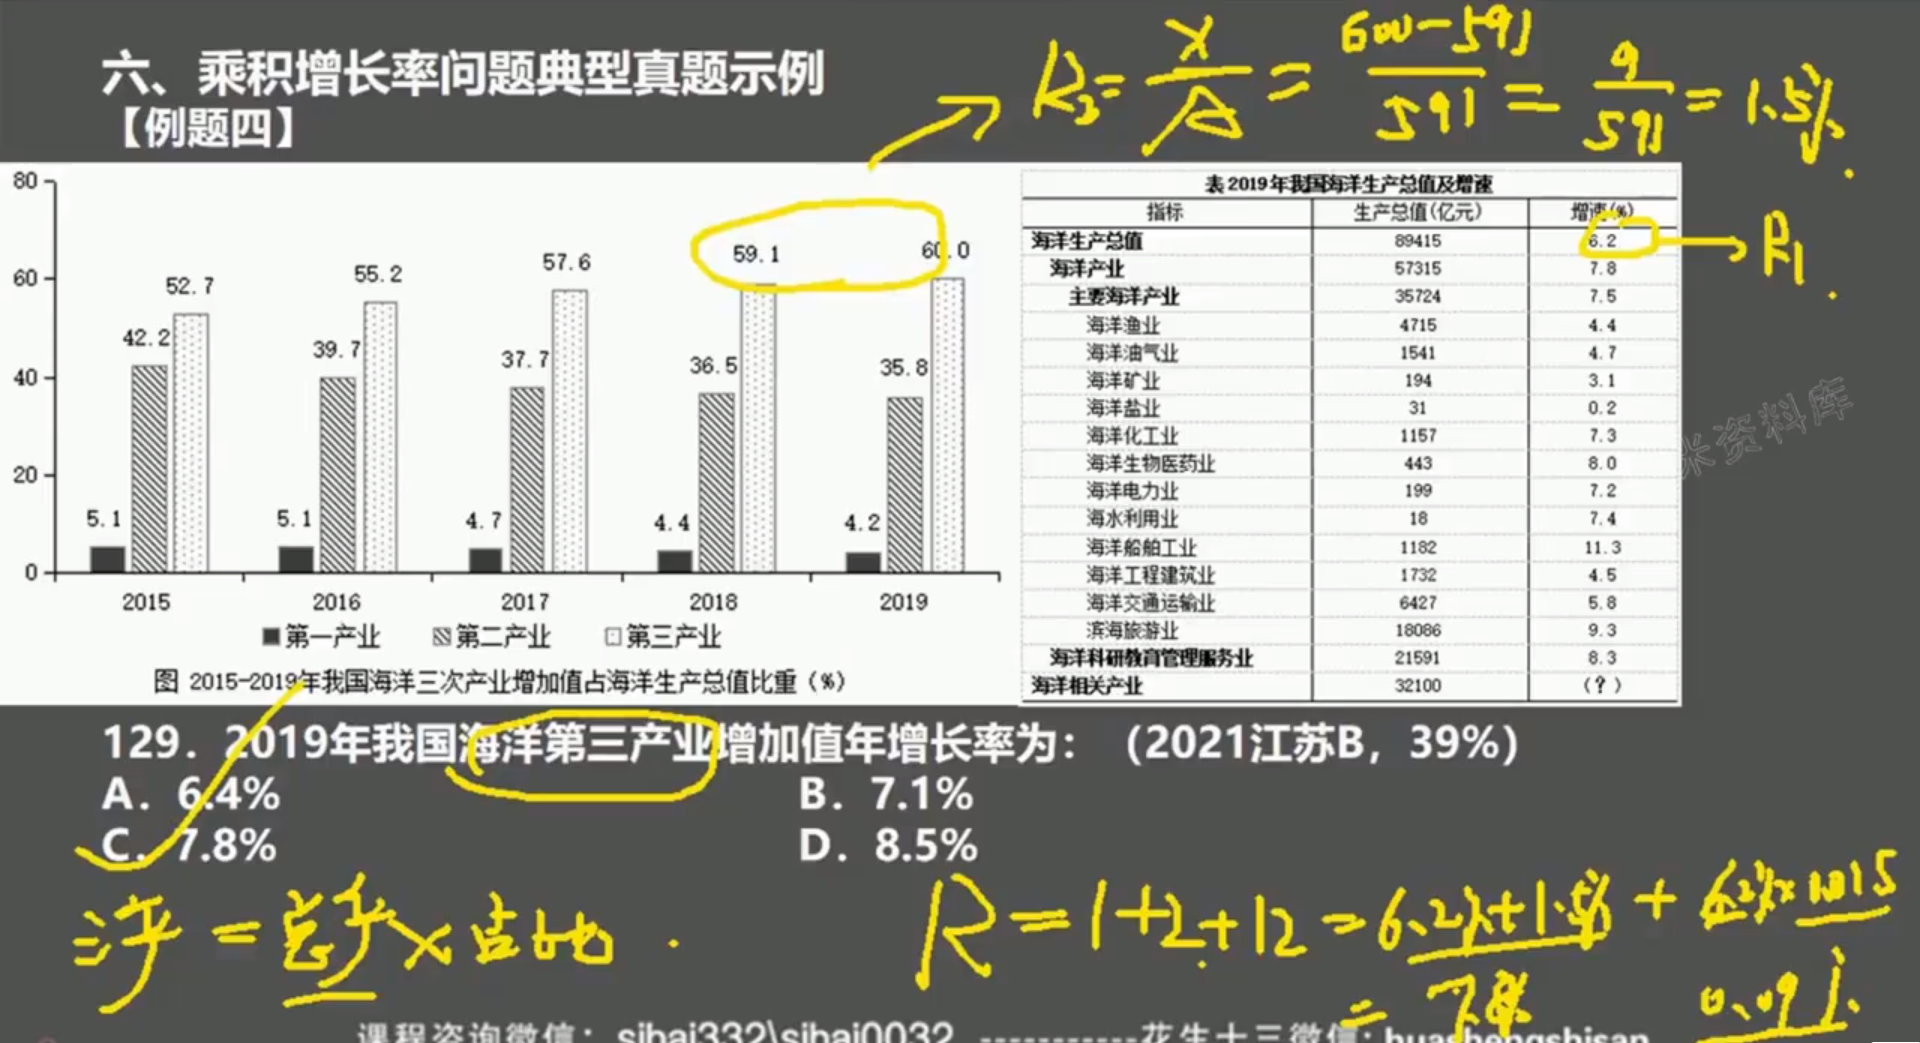 六、乘积增长率问题典型真题示例
【例题四】
R₂ = X/A = 600-591/591 = 9/591 = 1.5%.
80
60
40
20
0
5.1 42.2 52.7
5.1 39.7 55.2
4.7 37.7 57.6
4.4 36.5 59.1
4.2 35.8 60.0
2015 2016 2017 2018 2019
第一产业 第二产业 第三产业
图 2015-2019年我国海洋三次产业增加值占海洋生产总值比重（%）
表 2019年我国海洋生产总值及增速
指标 生产总值(亿元) 增速(%)
海洋生产总值 89415 6.2
R₁
海洋产业 57315 7.8
主要海洋产业 35724 7.5
海洋渔业 4715 4.4
海洋油气业 1541 4.7
海洋矿业 194 3.1
海洋盐业 31 0.2
海洋化工业 1157 7.3
海洋生物医药业 443 8.0
海洋电力业 199 7.2
海水利用业 18 7.4
海洋船舶工业 1182 11.3
海洋工程建筑业 1732 4.5
海洋交通运输业 6427 5.8
滨海旅游业 18086 9.3
海洋科研教育管理服务业 21591 8.3
海洋相关产业 32100 (?)
米资料库
129. 2019年我国海洋第三产业增加值年增长率为：（2021江苏B，39%）
A. 6.4% B. 7.1%
C. 7.8% D. 8.5%
= 总 × 占比.
R = 1+2+12 = 6.2%+1.5% +
= 7.8% 0.09%
课程咨询微信：sibai332\sibai0032 -----------花生十三微信: huashengshisan